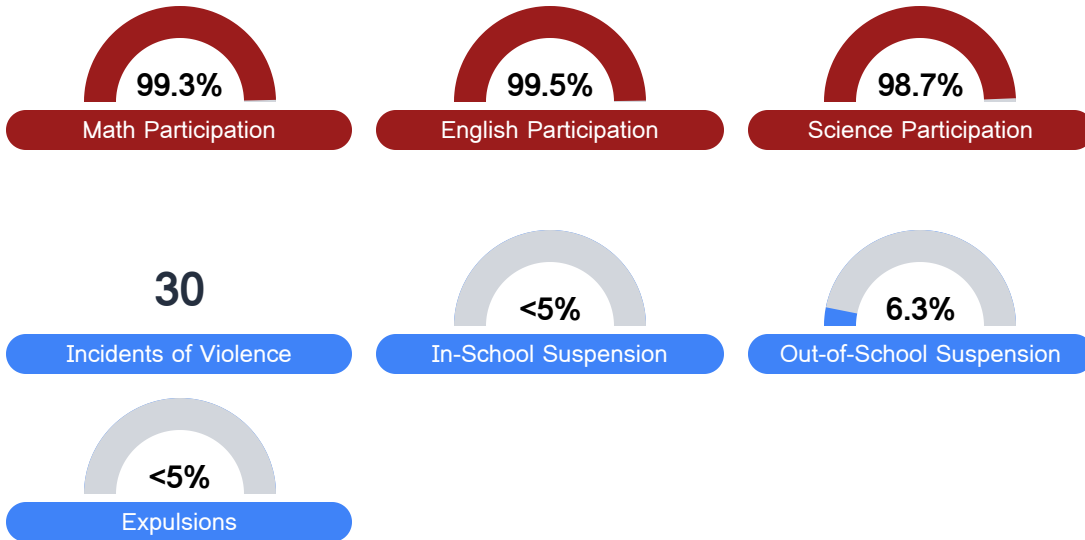 99.3%
99.5%
98.7%
Math Participation
English Participation
Science Participation
30
<5%
6.3%
Incidents of Violence
In-School Suspension
Out-of-School Suspension
<5%
Expulsions